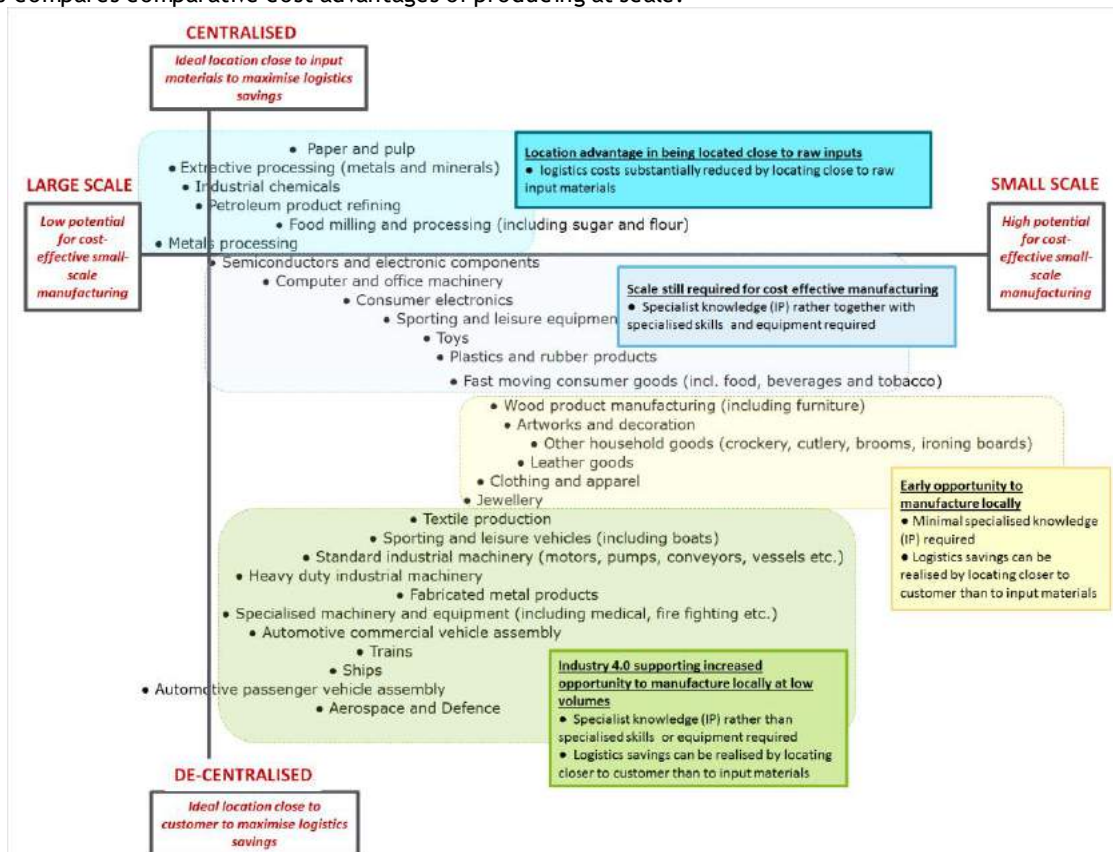 s compares comparative cost advantages of producing at scale.
CENTRALISED
Ideal location close to input
materials to maximise logistics
savings
LARGE SCALE
Low potential
for cost-
effective small-
scale
manufacturing
SMALL SCALE
High potential
for cost-
effective small-
scale
manufacturing
• Paper and pulp
• Extractive processing (metals and minerals)
• Industrial chemicals
• Petroleum product refining
• Food milling and processing (including sugar and flour)
• Metals processing
Location advantage in being located close to raw inputs
• logistics costs substantially reduced by locating close to raw
input materials
• Semiconductors and electronic components
• Computer and office machinery
• Consumer electronics
• Sporting and leisure equipmen
• Toys
• Plastics and rubber products
• Fast moving consumer goods (incl. food, beverages and tobacco)
Scale still required for cost effective manufacturing
• Specialist knowledge (IP) rather together with
specialised skills and equipment required
• Wood product manufacturing (including furniture)
• Artworks and decoration
• Other household goods (crockery, cutlery, brooms, ironing boards)
• Leather goods
• Clothing and apparel
• Jewellery
Early opportunity to
manufacture locally
• Minimal specialised knowledge
(IP) required
• Logistics savings can be
realised by locating closer to
customer than to input materials
• Textile production
• Sporting and leisure vehicles (including boats)
• Standard industrial machinery (motors, pumps, conveyors, vessels etc.)
• Heavy duty industrial machinery
• Fabricated metal products
• Specialised machinery and equipment (including medical, fire fighting etc.)
• Automotive commercial vehicle assembly
• Trains
• Ships
• Automotive passenger vehicle assembly
• Aerospace and Defence
Industry 4.0 supporting increased
opportunity to manufacture locally at low
volumes
• Specialist knowledge (IP) rather than
specialised skills or equipment required
• Logistics savings can be realised by locating
closer to customer than to input materials
DE-CENTRALISED
Ideal location close to
customer to maximise logistics
savings